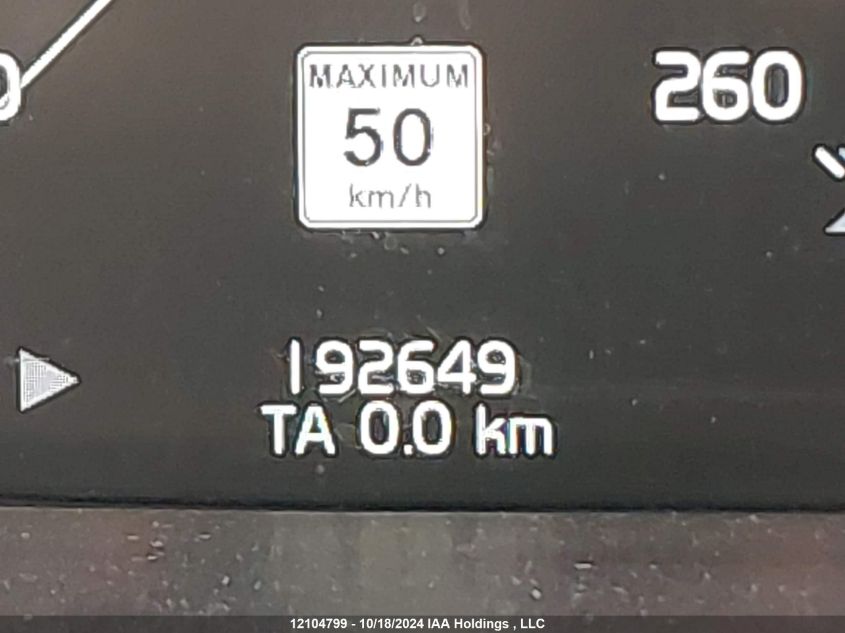 MAXIMUM
50
km/h
260
192649
TA 0.0 km
12104799 - 10/18/2024 IAA Holdings , LLC